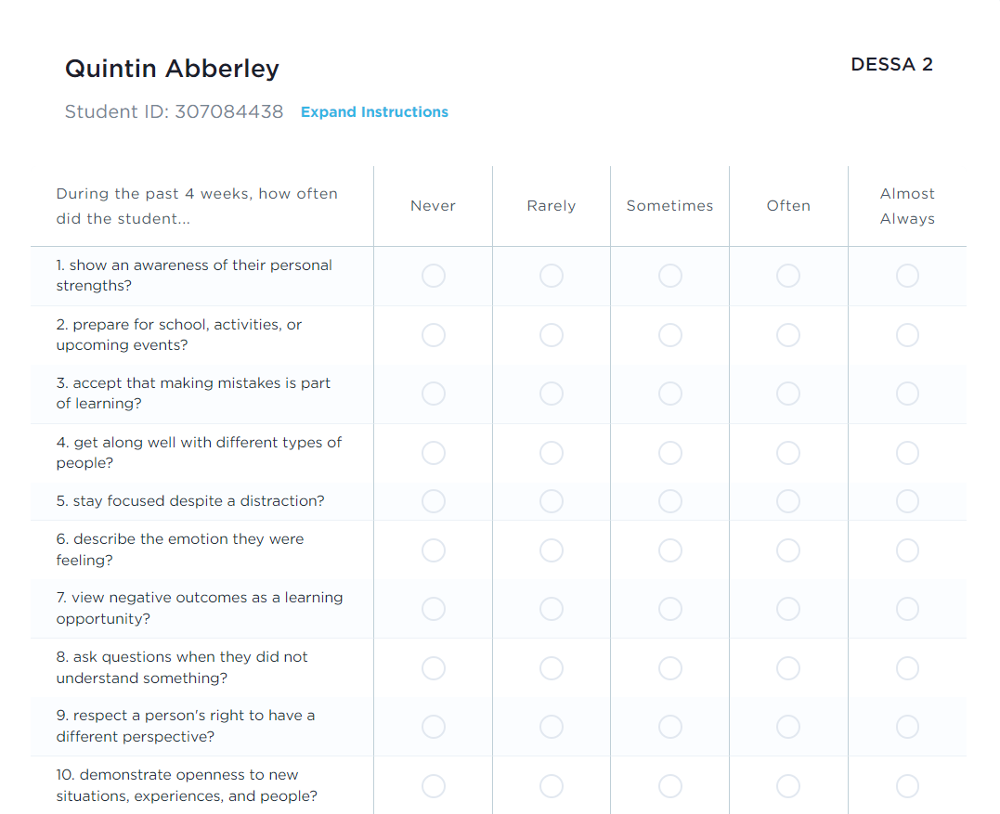 Quintin Abberley
DESSA 2
Student ID: 307084438 Expand Instructions
During the past 4 weeks, how often
did the student...
Never
Rarely
Sometimes
Often
Almost
Always
1. show an awareness of their personal
strengths?
2. prepare for school, activities, or
upcoming events?
3. accept that making mistakes is part
of learning?
4. get along well with different types of
people?
5. stay focused despite a distraction?
6. describe the emotion they were
feeling?
7. view negative outcomes as a learning
opportunity?
8. ask questions when they did not
understand something?
9. respect a person's right to have a
different perspective?
10. demonstrate openness to new
situations, experiences, and people?